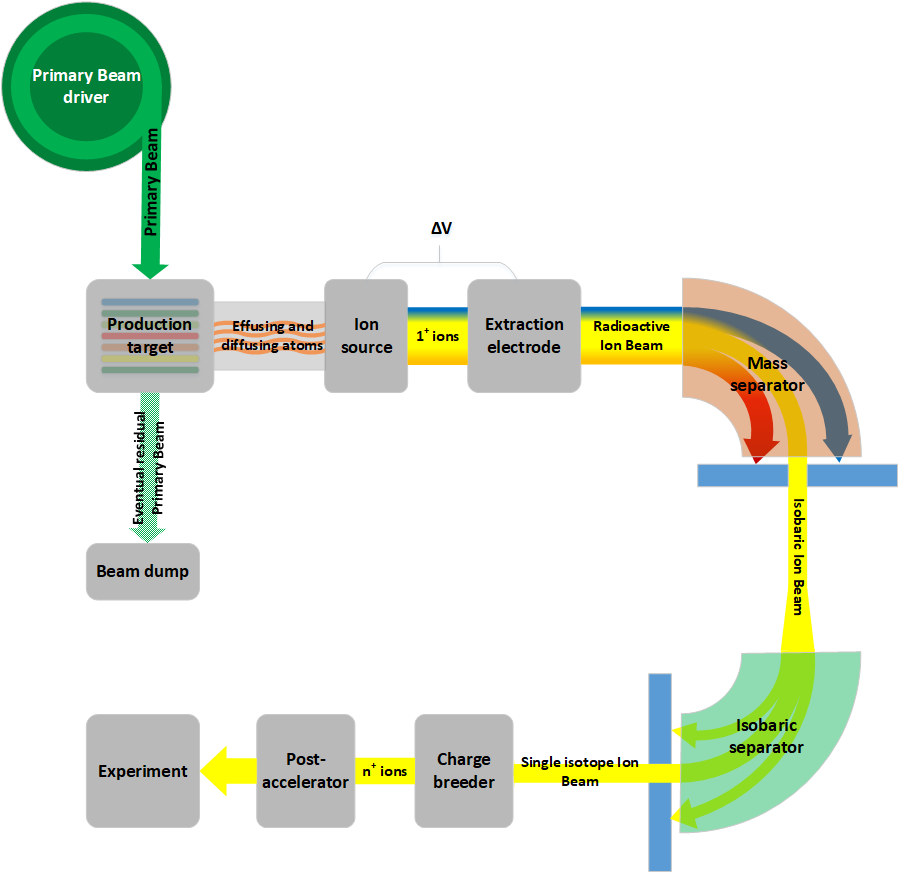 Primary Beam
driver
Primary Beam
ΔV
Production
target
Effusing and
diffusing atoms
Ion
source
1+ ions
Extraction
electrode
Radioactive
Ion Beam
Mass
separator
Eventual residual
Primary Beam
Beam dump
Isobaric Ion Beam
Isobaric
separator
Single isotope Ion
Beam
Charge
breeder
n+ ions
Post-
accelerator
Experiment